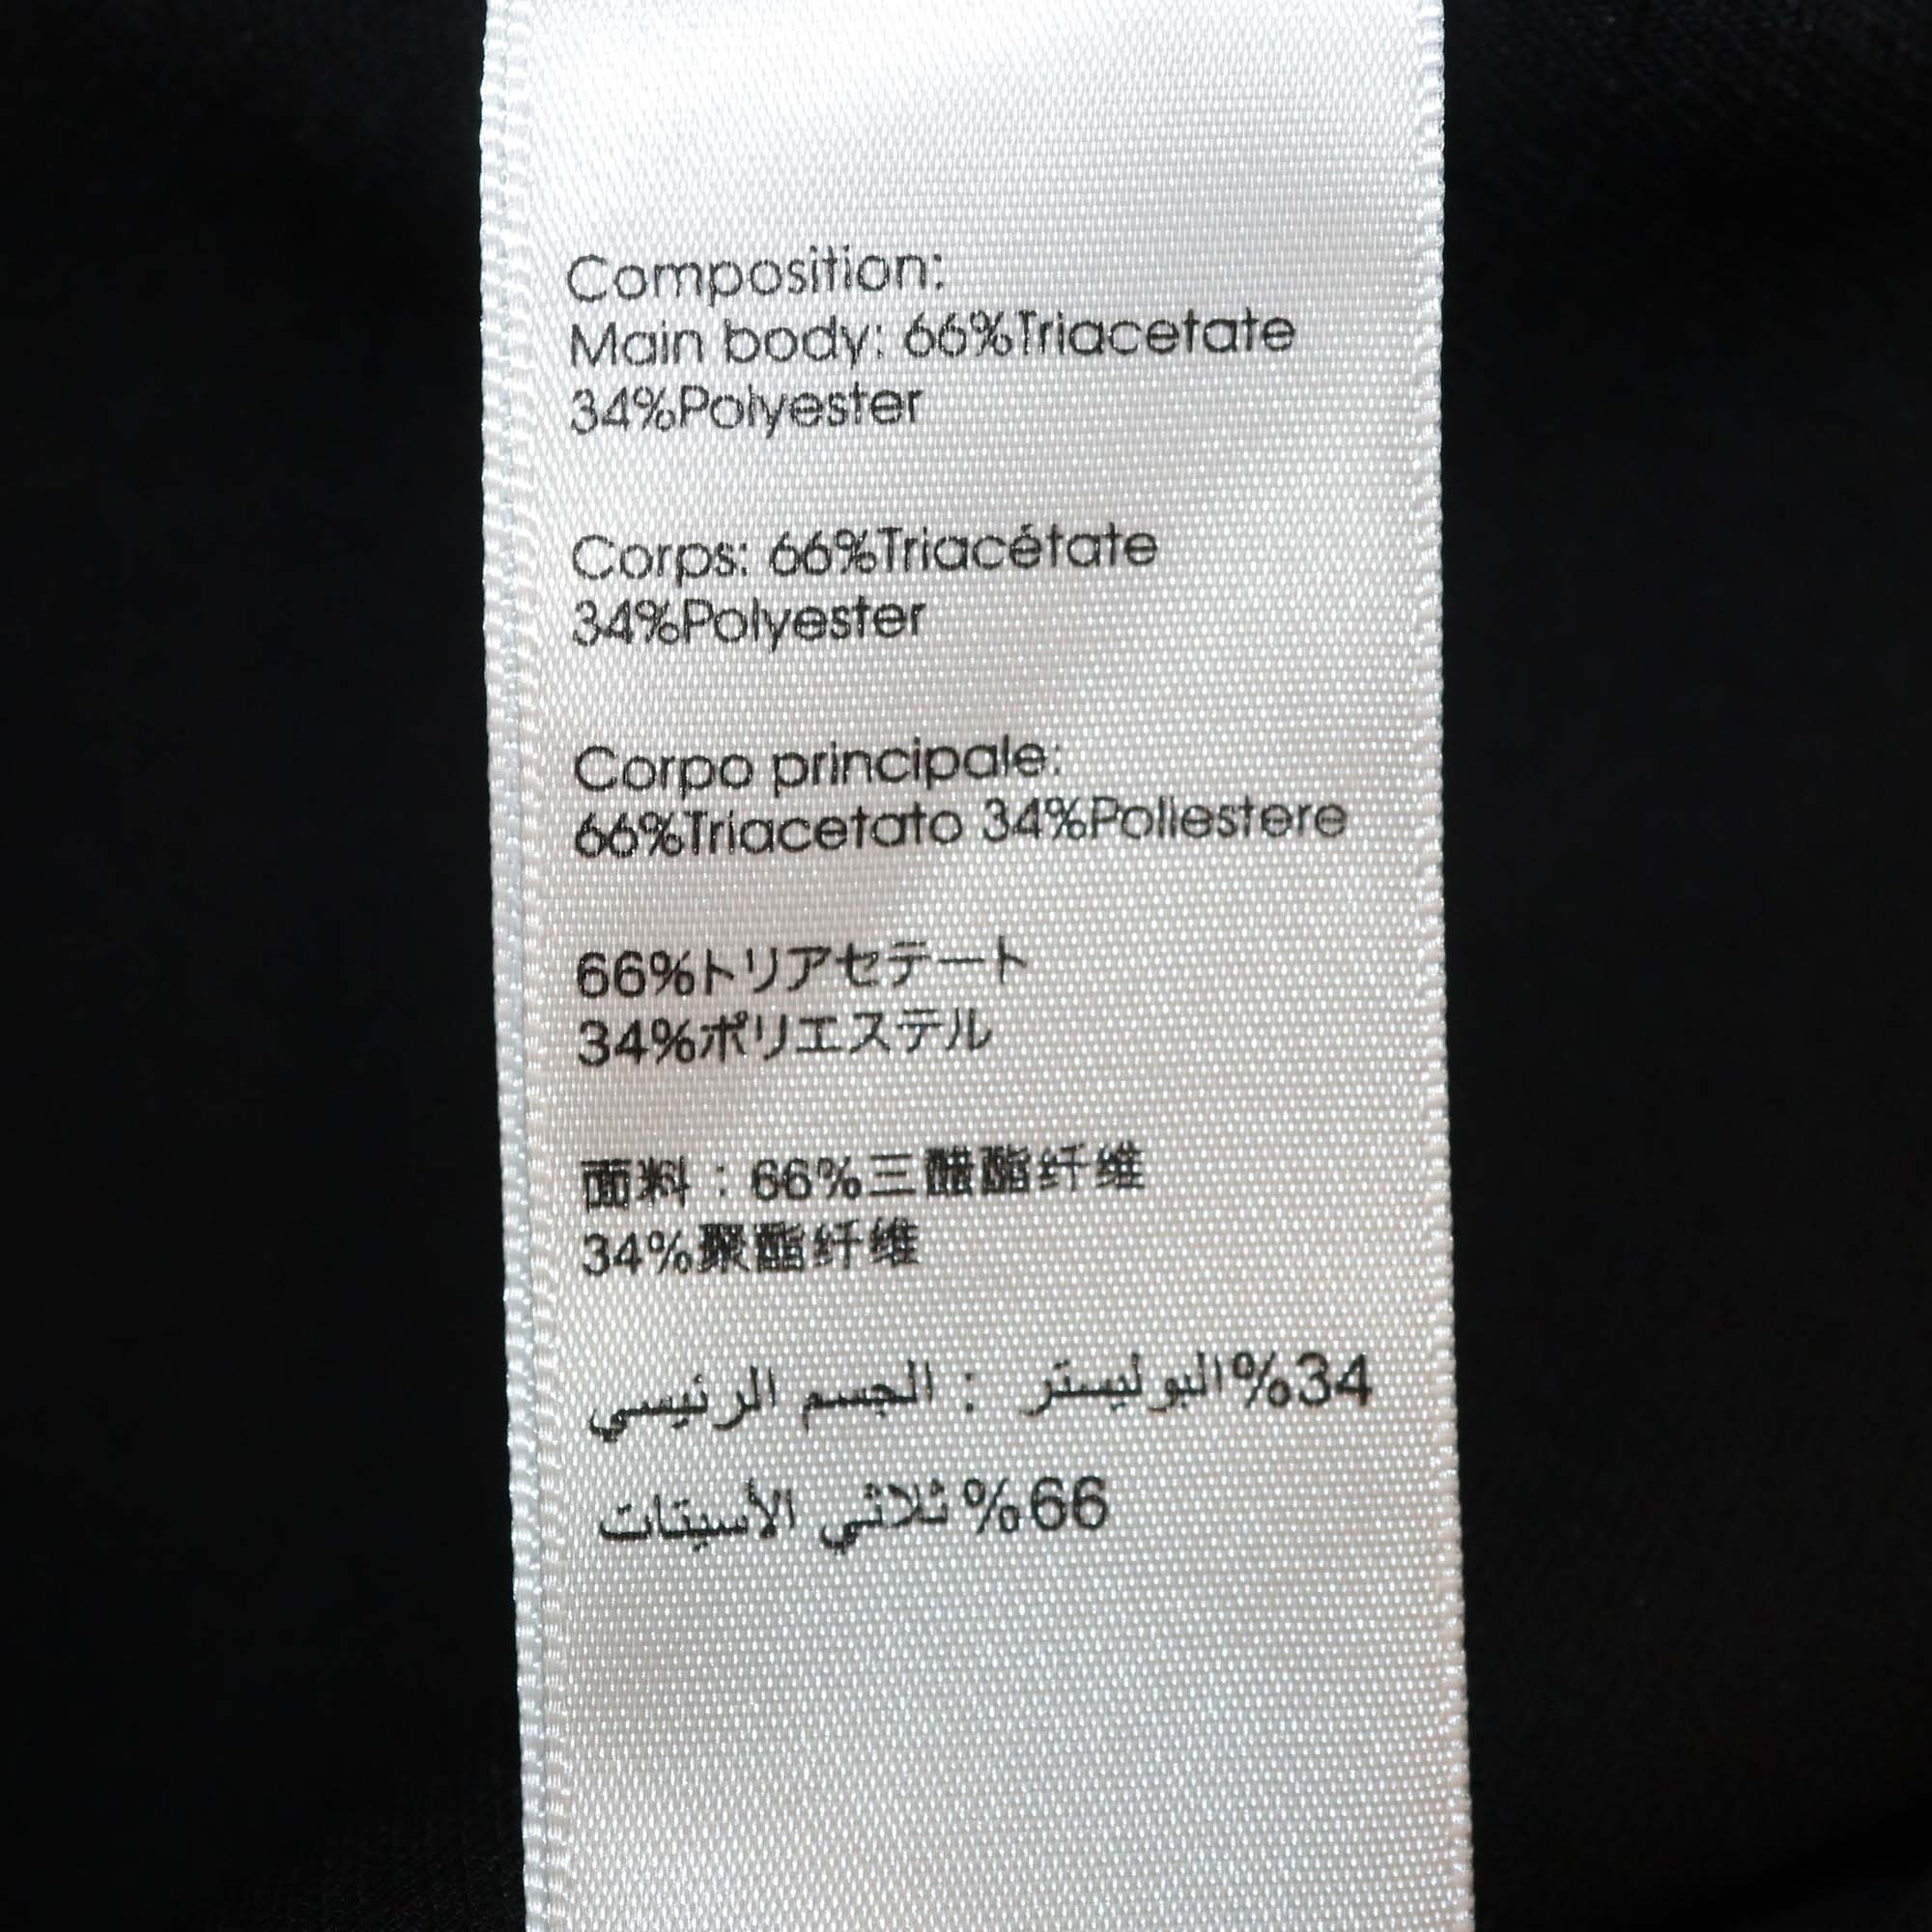 Composition:
Main body: 66%Triacetate
34%Polyester
Corps: 66%Triacétate
34%Polyester
Corpo principale:
66%Triacetato 34%Poliestere
66%トリアセテート
34%ポリエステル
面料：66%三醋酯纤维
34%聚酯纤维
34%البوليستر : الجسم الرئيسي
66%ثلاثي الأسيتات